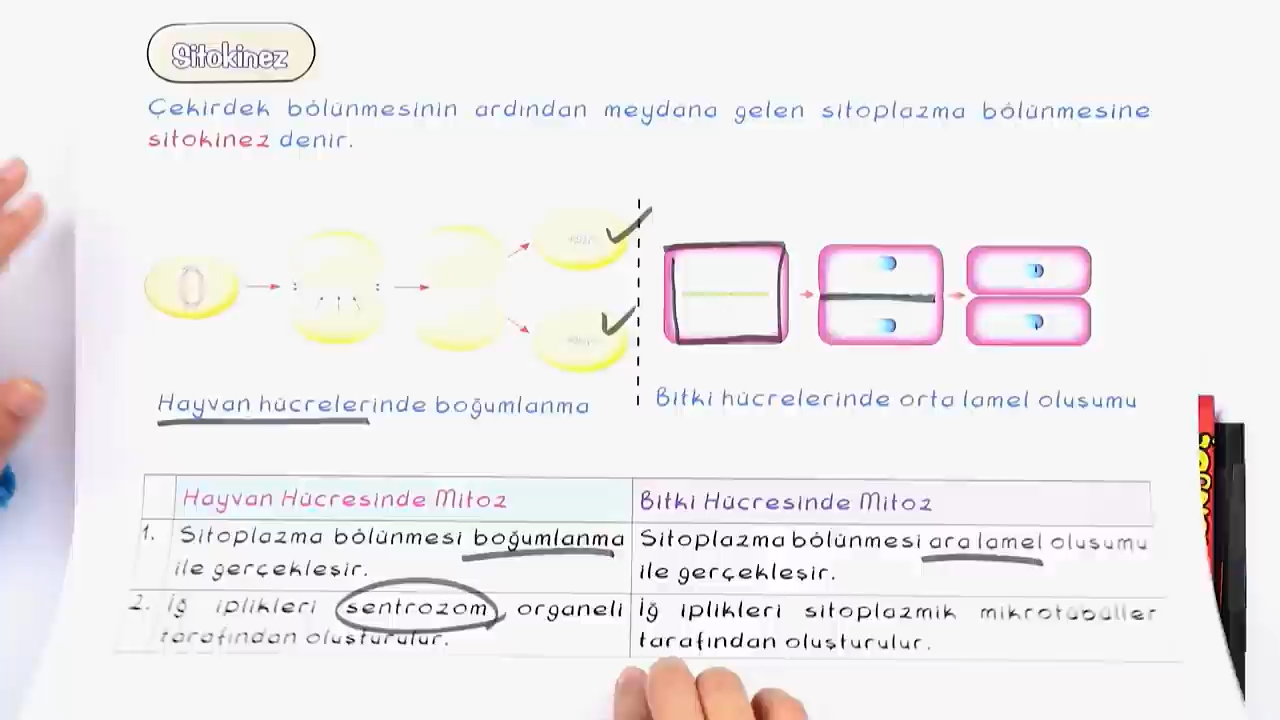 Sitokinez
Çekirdek bölünmesinin ardından meydana gelen sitoplazma bölünmesine
sitokinez denir.
Hayvan hücrelerinde boğumlanma
Bitki hücrelerinde orta lamel oluşumu
Hayvan Hücresinde Mitoz
Bitki Hücresinde Mitoz
1. Sitoplazma bölünmesi boğumlanma
ile gerçekleşir.
Sitoplazma bölünmesi ara lamel oluşumu
ile gerçekleşir.
2. İğ iplikleri sentrozom organeli
tarafından oluşturulur.
İğ iplikleri sitoplazmik mikrotübüller
tarafından oluşturulur.